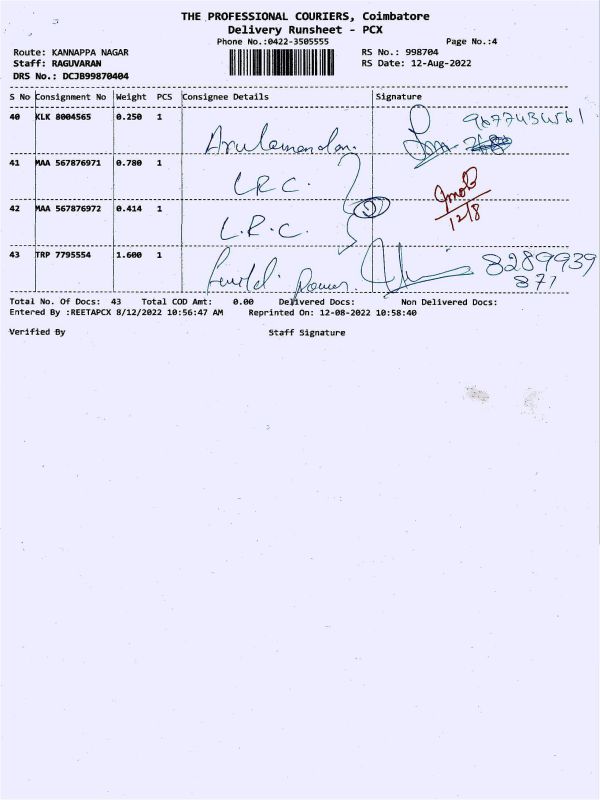 THE PROFESSIONAL COURIERS, Coimbatore
Delivery Runsheet - PCX
Phone No.:0422-3505555 Page No.:4
Route: KANNAPPA NAGAR RS No.: 998704
Staff: RAGUVARAN RS Date: 12-Aug-2022
DRS No.: DCJB99870404
S No Consignment No Weight PCS Consignee Details Signature
40 KLK 8004565 0.250 1
41 MAA 567876971 0.780 1 L.R.C.
12/8
42 MAA 567876972 0.414 1 L.R.C.
43 TRP 7795554 1.600 1 8289939
871
Total No. Of Docs: 43 Total COD Amt: 0.00 Delivered Docs: Non Delivered Docs:
Entered By :REETAPCX 8/12/2022 10:56:47 AM Reprinted On: 12-08-2022 10:58:40
Verified By Staff Signature